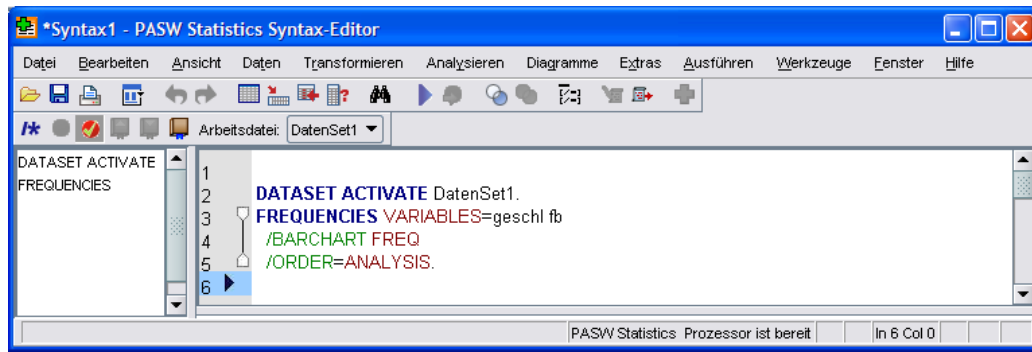 *Syntax1 - PASW Statistics Syntax-Editor
Datei Bearbeiten Ansicht Daten Transformieren Analysieren Diagramme Extras Ausführen Werkzeuge Fenster Hilfe
Arbeitsdatei: DatenSet1
DATASET ACTIVATE
FREQUENCIES
1
2 DATASET ACTIVATE DatenSet1.
3 FREQUENCIES VARIABLES=geschl fb
4 /BARCHART FREQ
5 /ORDER=ANALYSIS.
6
PASW Statistics Prozessor ist bereit In 6 Col 0